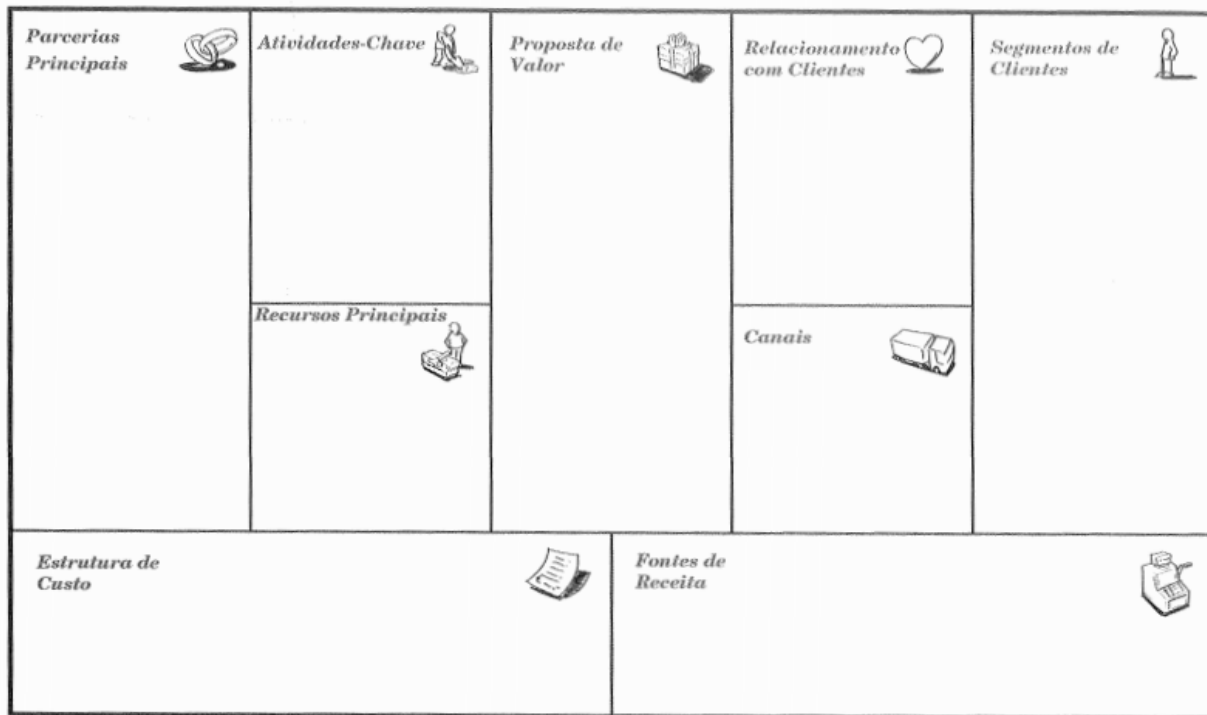 Parcerias
Principais
Atividades-Chave
Recursos Principais
Proposta de
Valor
Relacionamento
com Clientes
Canais
Segmentos de
Clientes
Estrutura de
Custo
Fontes de
Receita